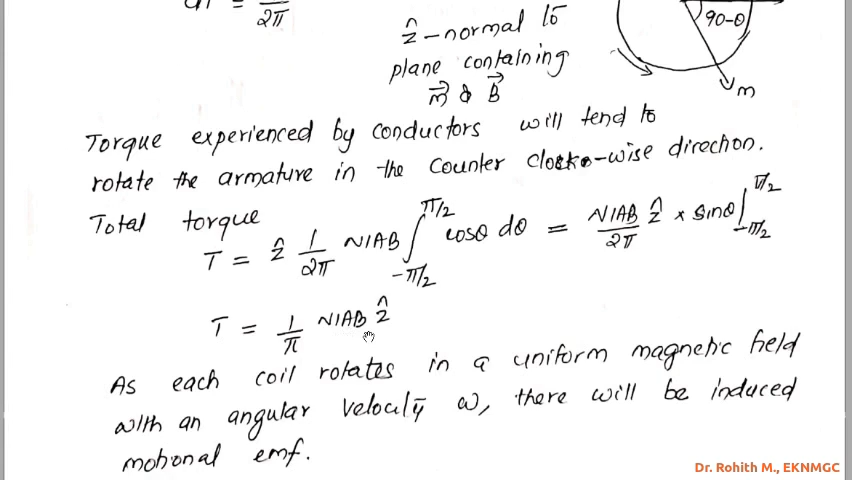 2π
ẑ - normal to
plane containing
m⃗ & B⃗
90-θ
m
Torque experienced by conductors will tend to
rotate the armature in the counter clock-wise direction.
Total torque
T = ẑ 1/2π NIAB ∫_{-π/2}^{π/2} cosθ dθ = NIAB/2π ẑ × sinθ |_{-π/2}^{π/2}
T = 1/π NIAB ẑ
As each coil rotates in a uniform magnetic field
with an angular velocity ω, there will be induced
motional emf.
Dr. Rohith M., EKNMGC